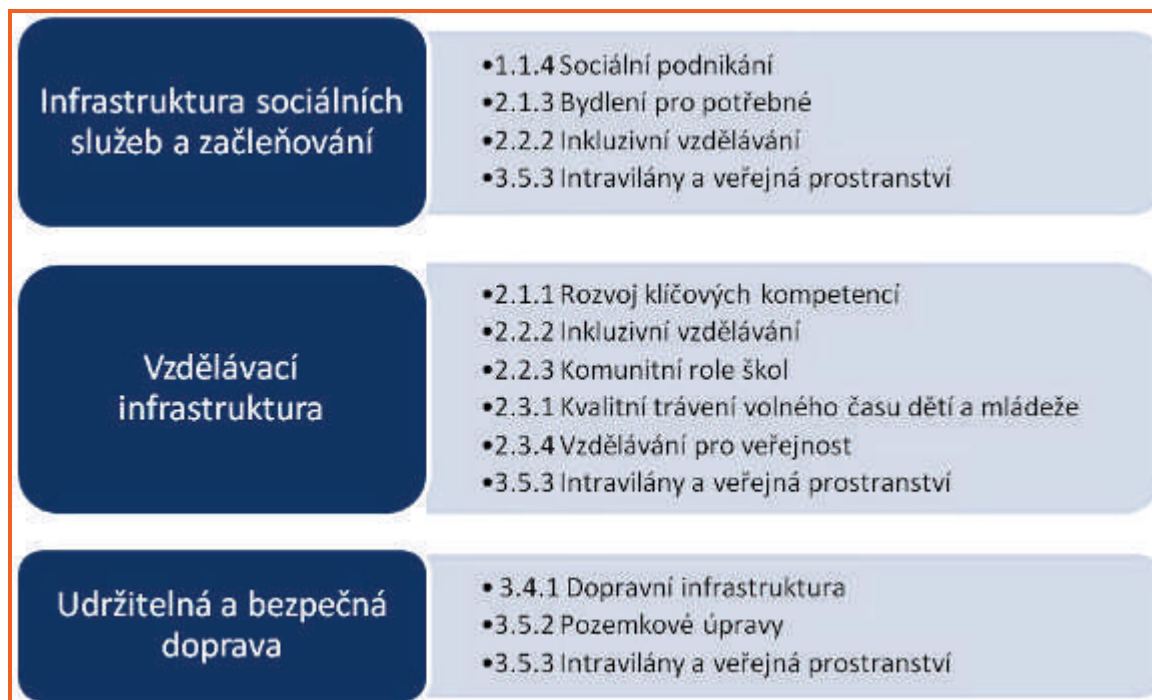 Infrastruktura sociálních
služeb a začleňování
•1.1.4 Sociální podnikání
•2.1.3 Bydlení pro potřebné
•2.2.2 Inkluzivní vzdělávání
•3.5.3 Intravilány a veřejná prostranství
Vzdělávací
infrastruktura
•2.1.1 Rozvoj klíčových kompetencí
•2.2.2 Inkluzivní vzdělávání
•2.2.3 Komunitní role škol
•2.3.1 Kvalitní trávení volného času dětí a mládeže
•2.3.4 Vzdělávání pro veřejnost
•3.5.3 Intravilány a veřejná prostranství
Udržitelná a bezpečná
doprava
• 3.4.1 Dopravní infrastruktura
•3.5.2 Pozemkové úpravy
•3.5.3 Intravilány a veřejná prostranství